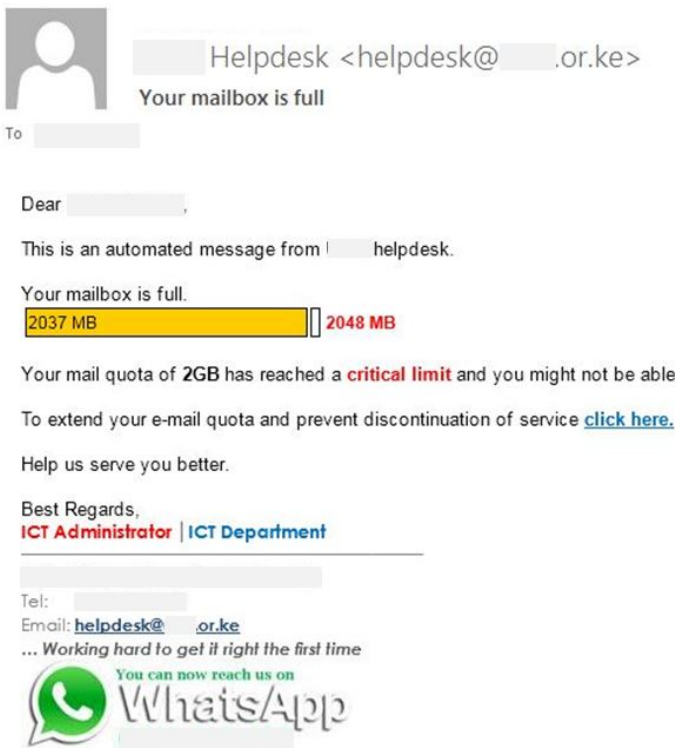 Helpdesk <helpdesk@ .or.ke>
Your mailbox is full
To
Dear ,
This is an automated message from helpdesk.
Your mailbox is full.
2037 MB 2048 MB
Your mail quota of 2GB has reached a critical limit and you might not be able
To extend your e-mail quota and prevent discontinuation of service click here.
Help us serve you better.
Best Regards,
ICT Administrator | ICT Department
Tel:
Email: helpdesk@ .or.ke
... Working hard to get it right the first time
You can now reach us on
WhatsApp